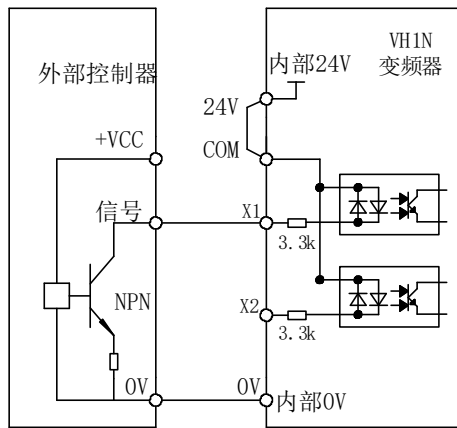 外部控制器
+VCC
信号
NPN
0V
VH1N
变频器
内部24V
24V
COM
X1
3.3k
X2
3.3k
0V
内部0V